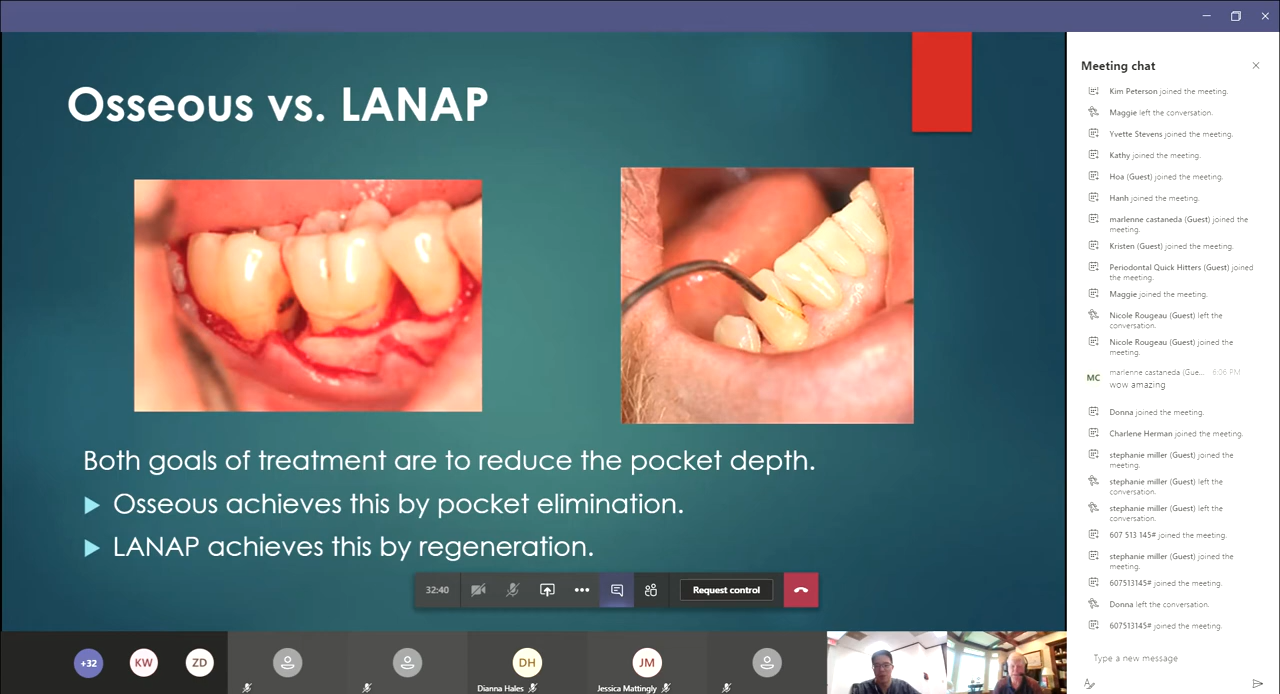 Osseous vs. LANAP
Both goals of treatment are to reduce the pocket depth.
Osseous achieves this by pocket elimination.
LANAP achieves this by regeneration.
32:40
Request control
+32
KW
ZD
DH
Dianna Hales
JM
Jessica Mattingly
Meeting chat
Kim Peterson joined the meeting.
Maggie left the conversation.
Yvette Stevens joined the meeting.
Kathy joined the meeting.
Hoa (Guest) joined the meeting.
Hanh joined the meeting.
marlenne castaneda (Guest) joined the
meeting.
Kristen (Guest) joined the meeting.
Periodontal Quick Hitters (Guest) joined
the meeting.
Maggie joined the meeting.
Nicole Rougeau (Guest) left the
conversation.
Nicole Rougeau (Guest) joined the
meeting.
MC
marlenne castaneda (Gue... 6:06 PM
wow amazing
Donna joined the meeting.
Charlene Herman joined the meeting.
stephanie miller (Guest) joined the
meeting.
stephanie miller (Guest) left the
conversation.
stephanie miller (Guest) left the
conversation.
607 513 145# joined the meeting.
stephanie miller (Guest) joined the
meeting.
607513145# joined the meeting.
Donna left the conversation.
607513145# joined the meeting.
Type a new message